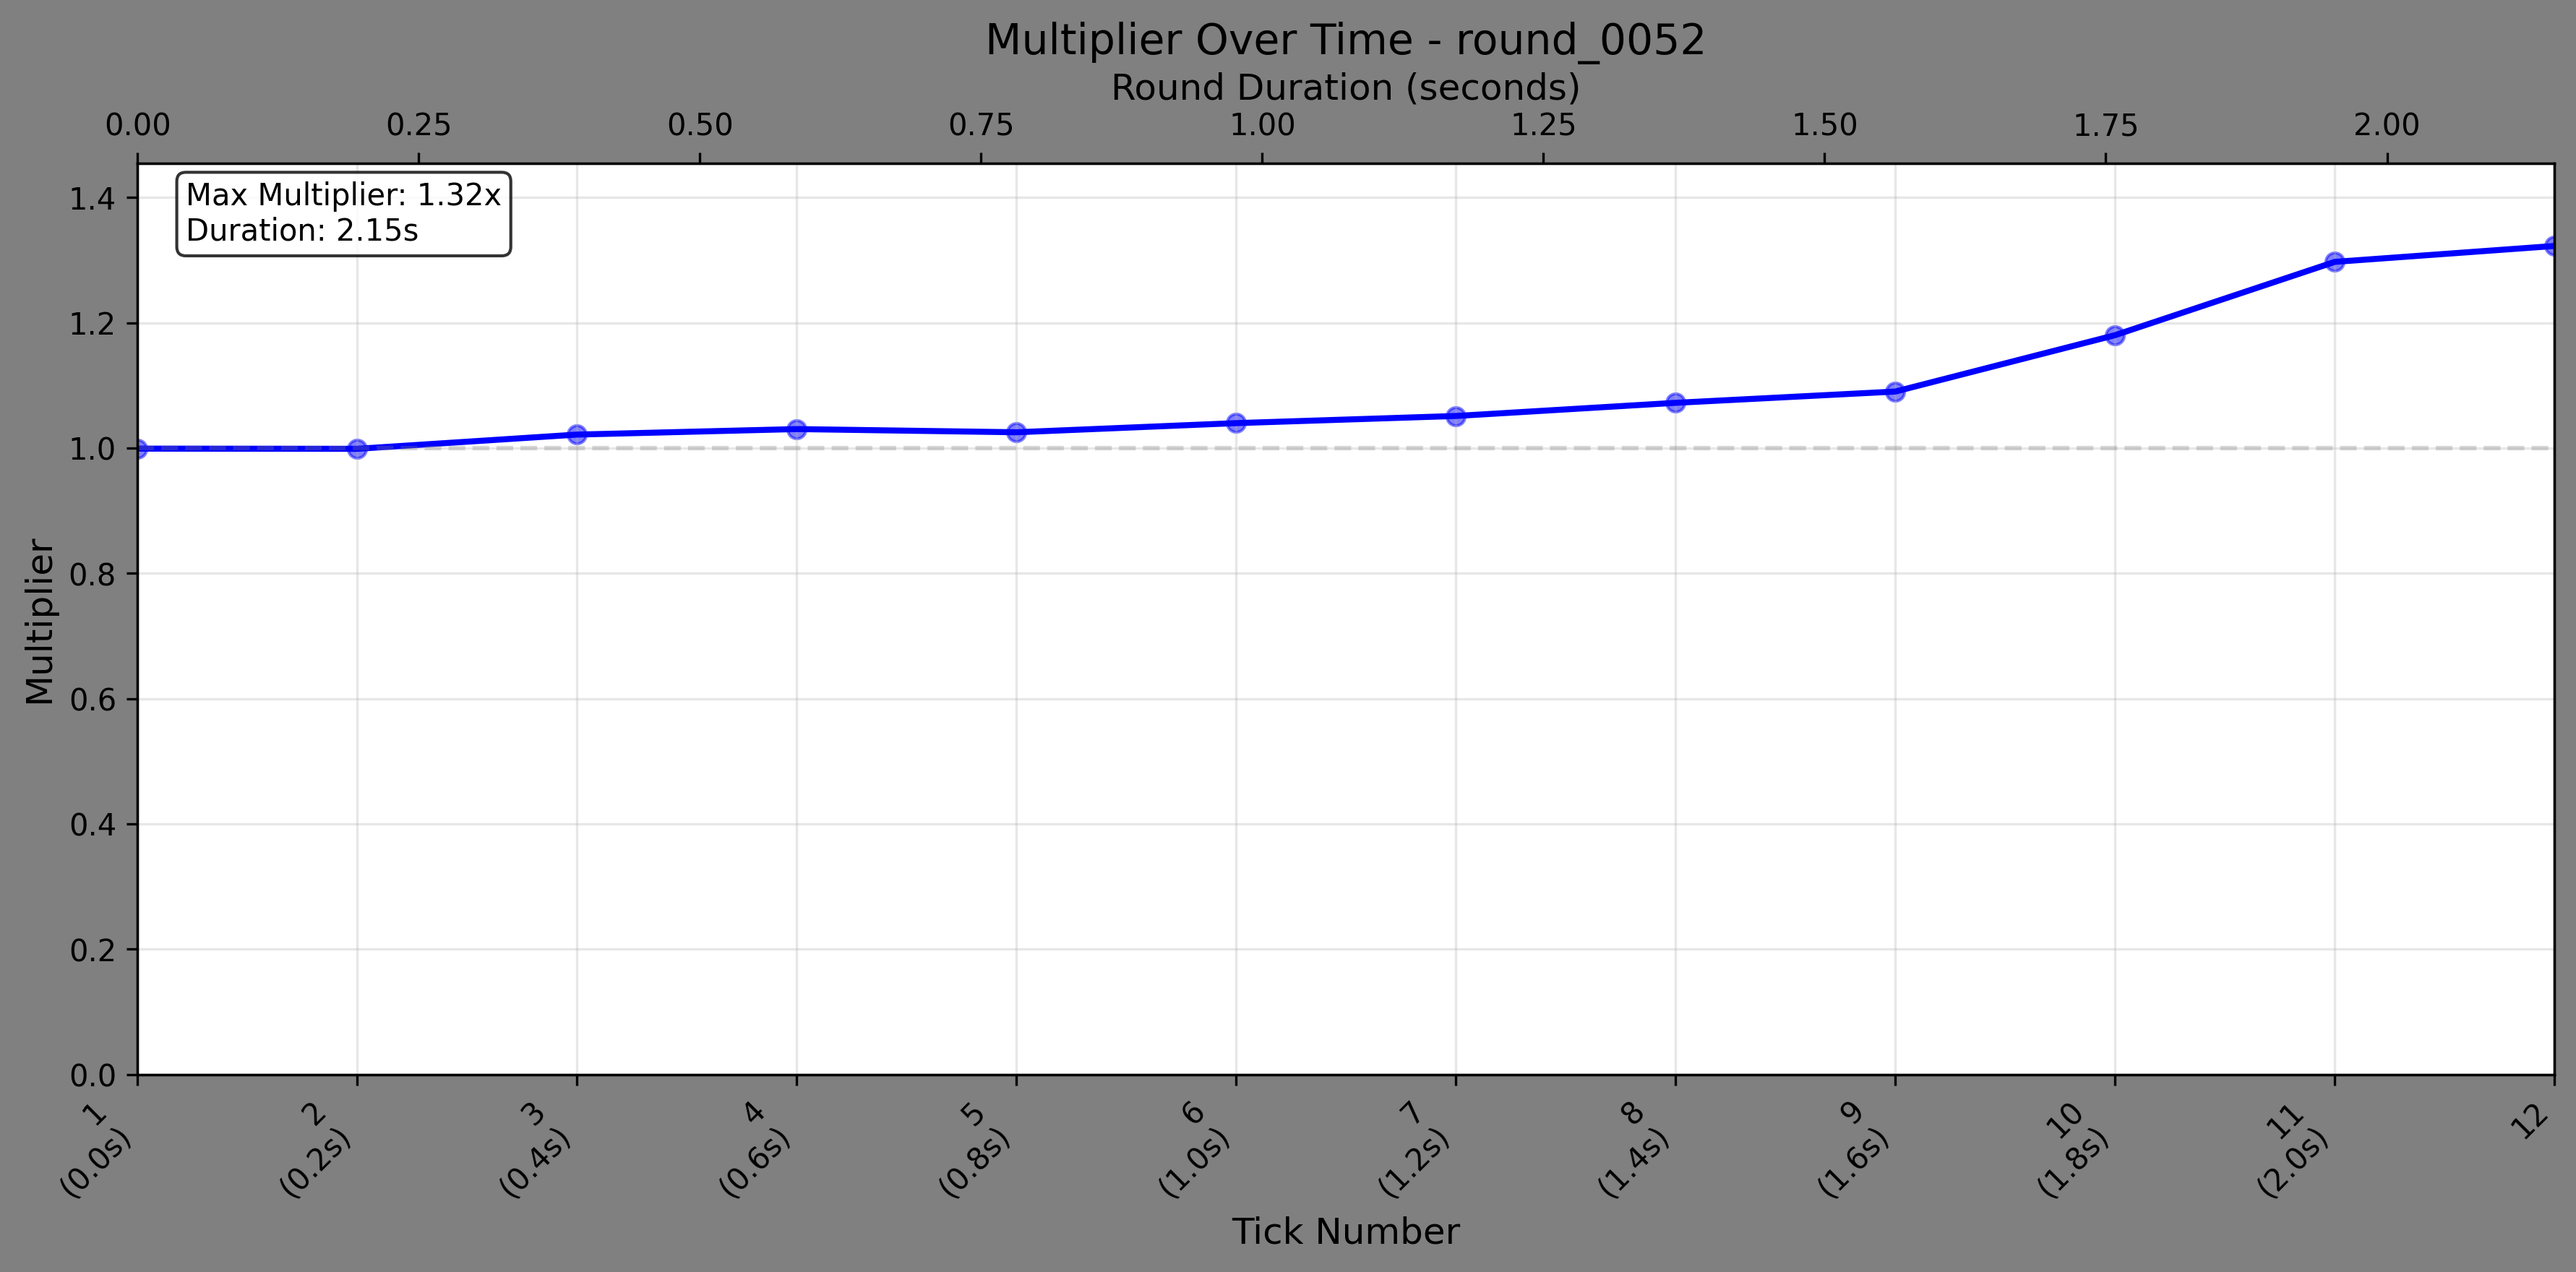 Multiplier Over Time - round_0052
Round Duration (seconds)
0.00 0.25 0.50 0.75 1.00 1.25 1.50 1.75 2.00
Max Multiplier: 1.32x
Duration: 2.15s
1.4
1.2
1.0
0.8
0.6
0.4
0.2
0.0
Multiplier
1
(0.0s)
2
(0.2s)
3
(0.4s)
4
(0.6s)
5
(0.8s)
6
(1.0s)
7
(1.2s)
8
(1.4s)
9
(1.6s)
10
(1.8s)
11
(2.0s)
12
Tick Number